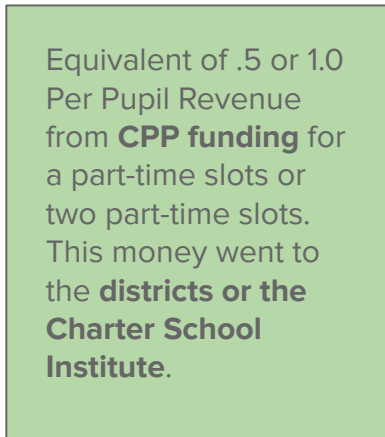 Equivalent of .5 or 1.0
Per Pupil Revenue
from CPP funding for
a part-time slots or
two part-time slots.
This money went to
the districts or the
Charter School
Institute.